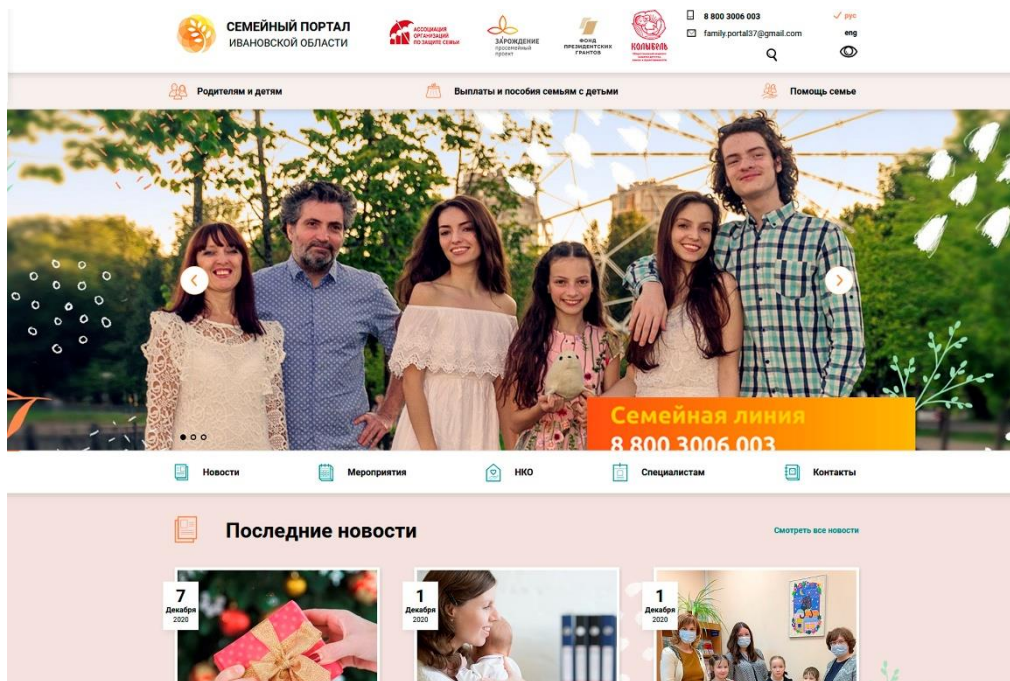 СЕМЕЙНЫЙ ПОРТАЛ
ИВАНОВСКОЙ ОБЛАСТИ
АССОЦИАЦИЯ
ОРГАНИЗАЦИЙ
ПО ЗАЩИТЕ СЕМЬИ
ЗАРОЖДЕНИЕ
просемейный
проект
ФОНД
ПРЕЗИДЕНТСКИХ
ГРАНТОВ
КОЛЫБЕЛЬ
8 800 3006 003
family.portal37@gmail.com
рус
eng
Родителям и детям
Выплаты и пособия семьям с детьми
Помощь семье
Семейная линия
8 800 3006 003
Новости
Мероприятия
НКО
Специалистам
Контакты
Последние новости
Смотреть все новости
7
Декабря
2020
1
Декабря
2020
1
Декабря
2020